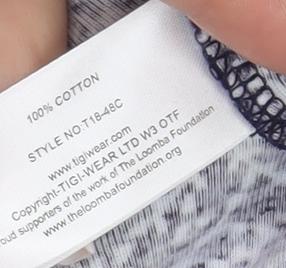 100% COTTON
STYLE NO:T18-48C
www.tigiwear.com
Copyright-TIGI-WEAR LTD W3 OTF
oud supporters of the work of The Loomba Foundation
www.theloombafoundation.org